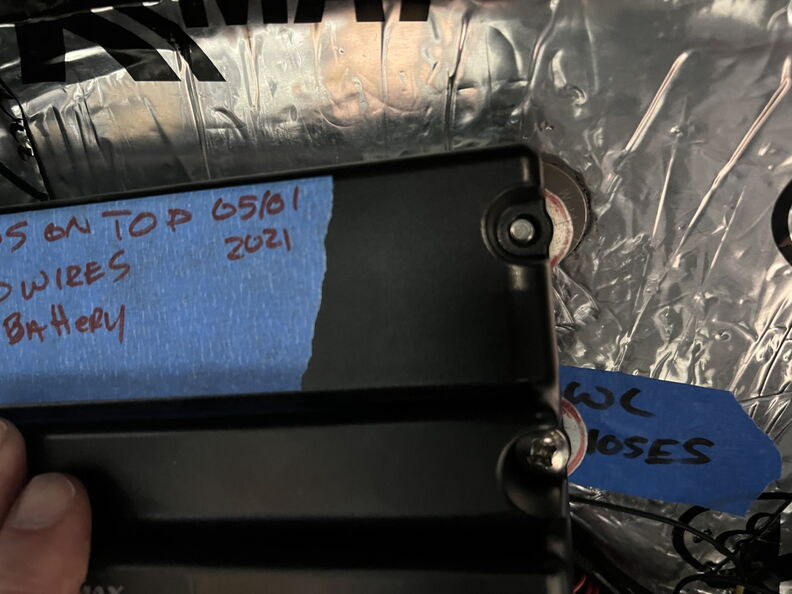 ON TOP 05/01
2021
WIRES
BAttERY
WC
HOSES